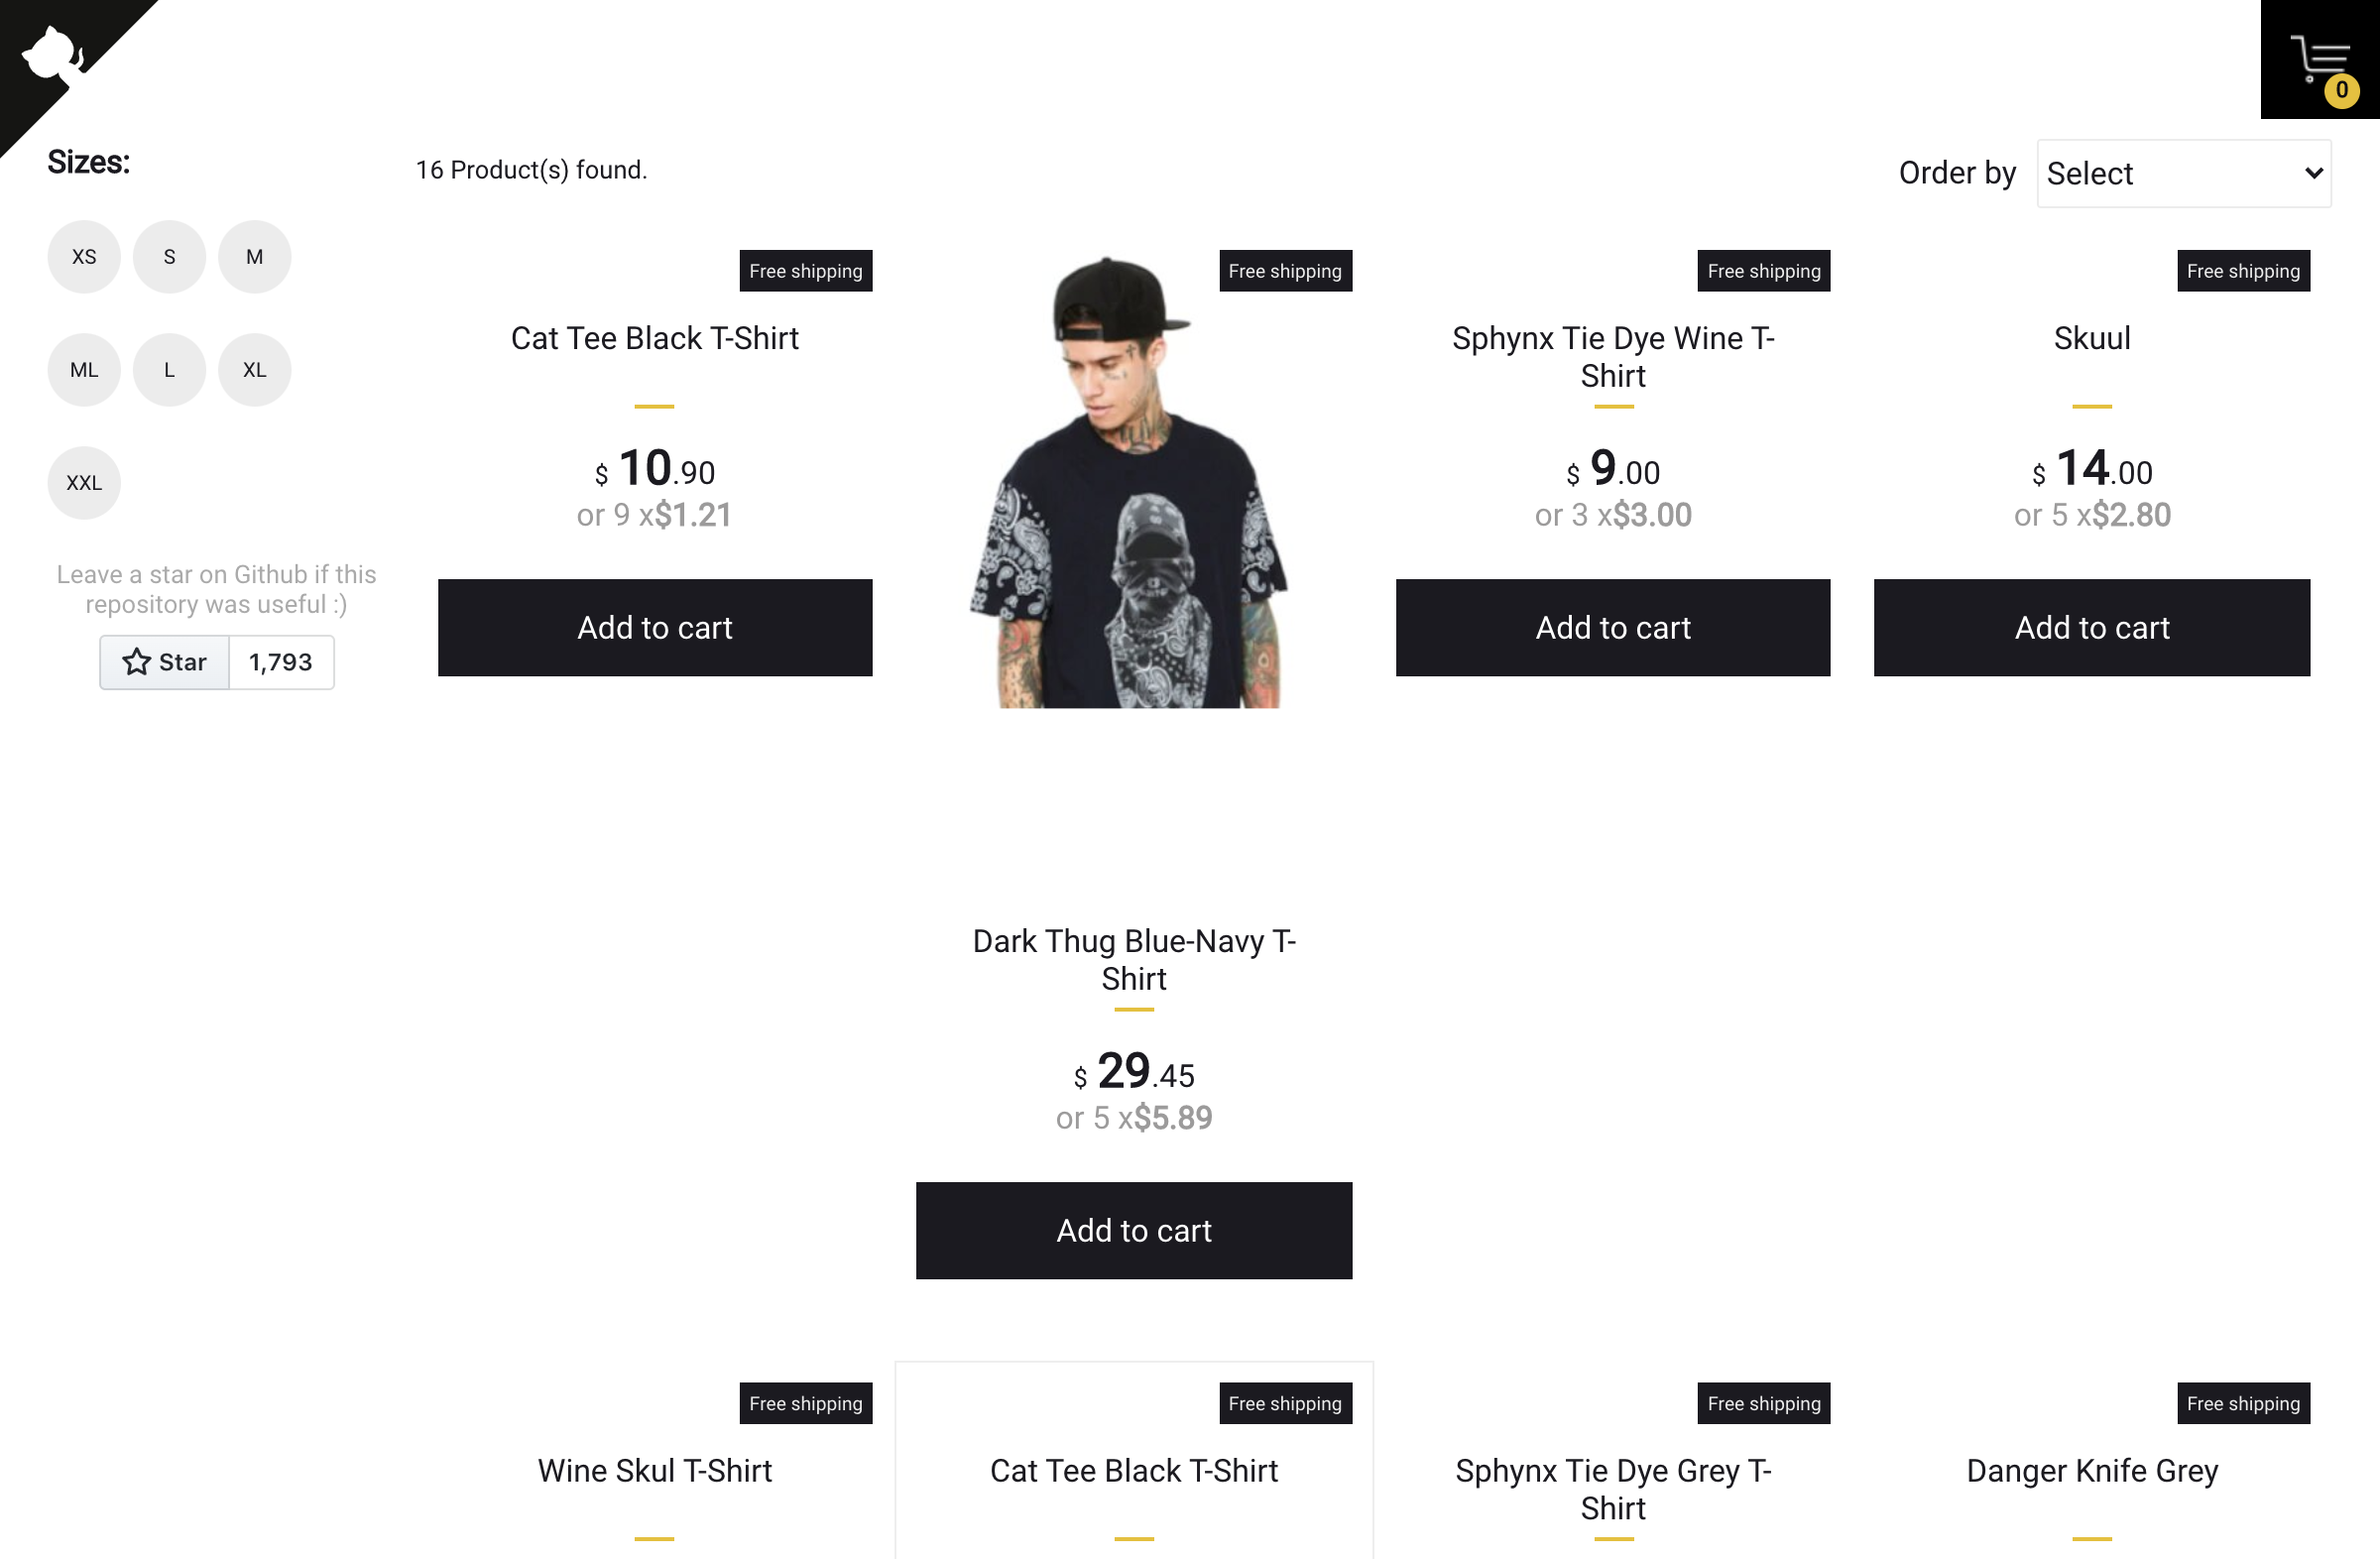 0
Sizes:
16 Product(s) found.
Order by
Select
XS
S
M
ML
L
XL
XXL
Leave a star on Github if this
repository was useful :)
Star
1,793
Free shipping
Cat Tee Black T-Shirt
$ 10.90
or 9 x$1.21
Add to cart
Free shipping
Dark Thug Blue-Navy T-
Shirt
$ 29.45
or 5 x$5.89
Add to cart
Free shipping
Sphynx Tie Dye Wine T-
Shirt
$ 9.00
or 3 x$3.00
Add to cart
Free shipping
Skuul
$ 14.00
or 5 x$2.80
Add to cart
Free shipping
Wine Skul T-Shirt
Free shipping
Cat Tee Black T-Shirt
Free shipping
Sphynx Tie Dye Grey T-
Shirt
Free shipping
Danger Knife Grey